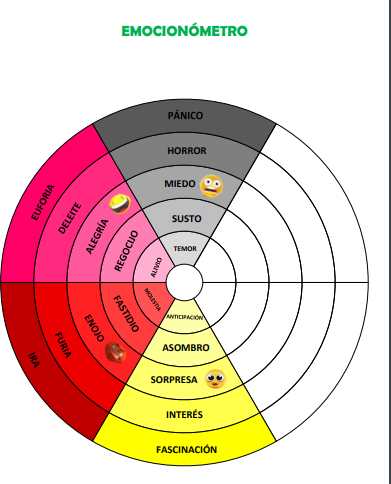 EMOCIONÓMETRO
PÁNICO
HORROR
MIEDO
SUSTO
TEMOR
EUFORIA
DELEITE
ALEGRÍA
REGOCIJO
ALIVIO
IRA
FURIA
ENOJO
FASTIDIO
MOLESTIA
ANTICIPACIÓN
ASOMBRO
SORPRESA
INTERÉS
FASCINACIÓN